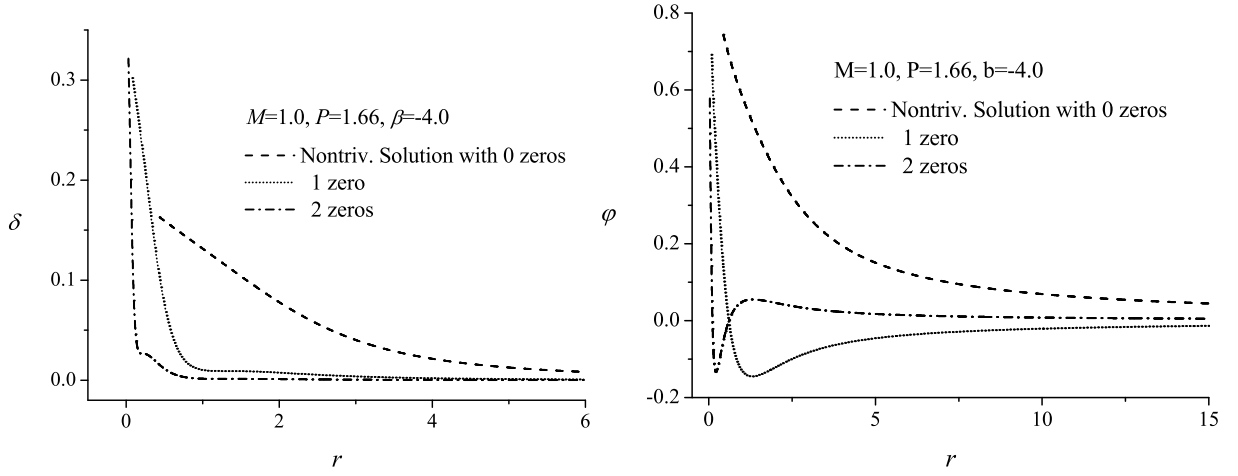 M=1.0, P=1.66, β=-4.0
Nontriv. Solution with 0 zeros
1 zero
2 zeros
δ
0.3
0.2
0.1
0.0
0 2 4 6
r
M=1.0, P=1.66, b=-4.0
Nontriv. Solution with 0 zeros
1 zero
2 zeros
φ
0.8
0.6
0.4
0.2
0.0
-0.2
0 5 10 15
r